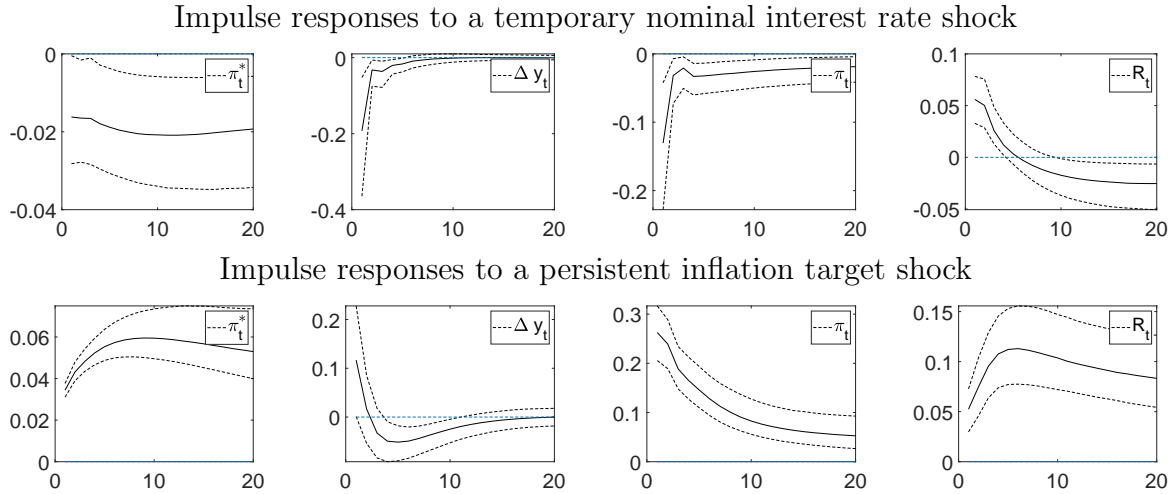 Impulse responses to a temporary nominal interest rate shock
0
-0.02
-0.04
0 10 20
π*t
0
-0.2
-0.4
0 10 20
Δ yt
0
-0.1
-0.2
0 10 20
πt
0.1
0.05
0
-0.05
0 10 20
Rt
Impulse responses to a persistent inflation target shock
0.06
0.04
0.02
0
0 10 20
π*t
0.2
0.1
0
0 10 20
Δ yt
0.3
0.2
0.1
0
0 10 20
πt
0.15
0.1
0.05
0
0 10 20
Rt